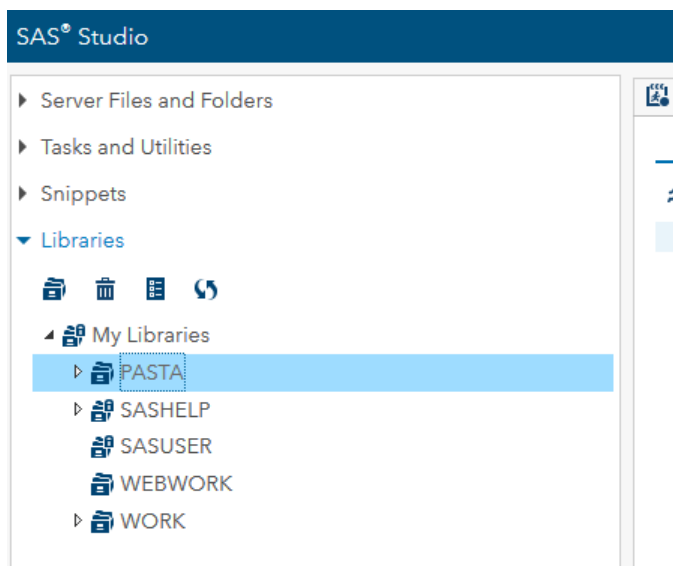 SAS® Studio
Server Files and Folders
Tasks and Utilities
Snippets
Libraries
My Libraries
PASTA
SASHELP
SASUSER
WEBWORK
WORK